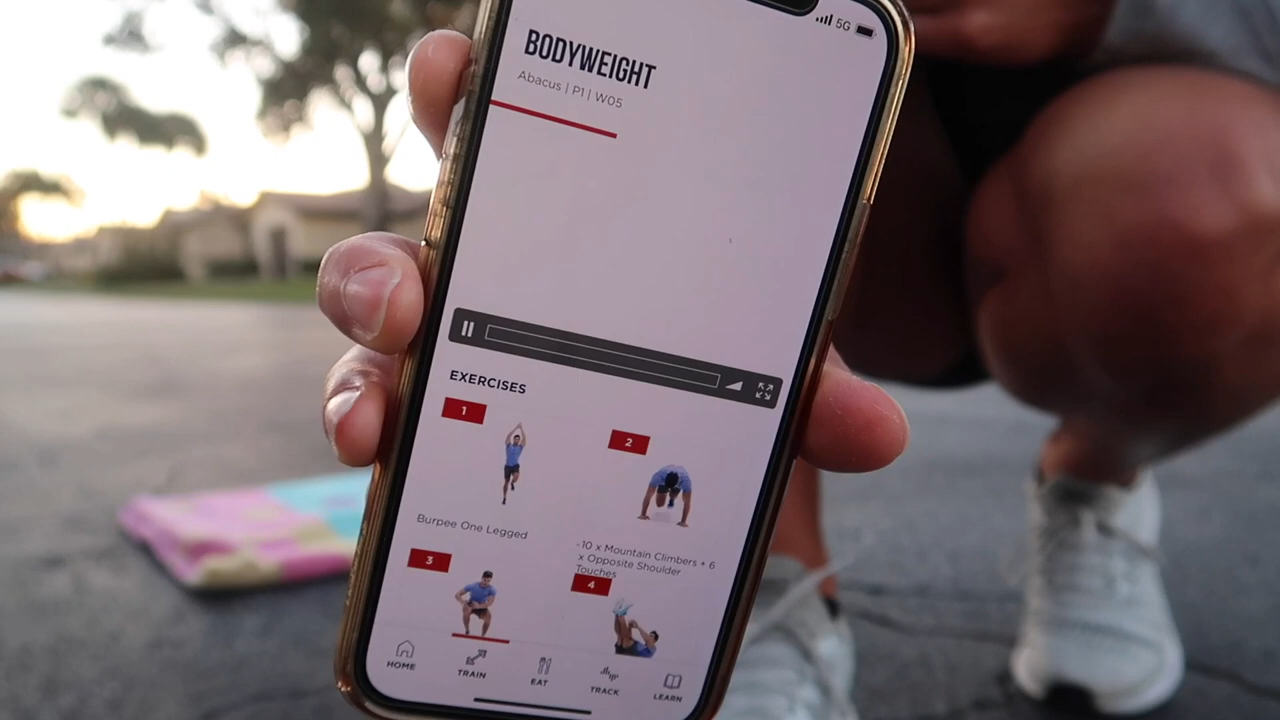 5G
BODYWEIGHT
Abacus | P1 | W05
EXERCISES
1
2
Burpee One Legged
-10 x Mountain Climbers + 6
x Opposite Shoulder
Touches
3
4
HOME
TRAIN
EAT
TRACK
LEARN